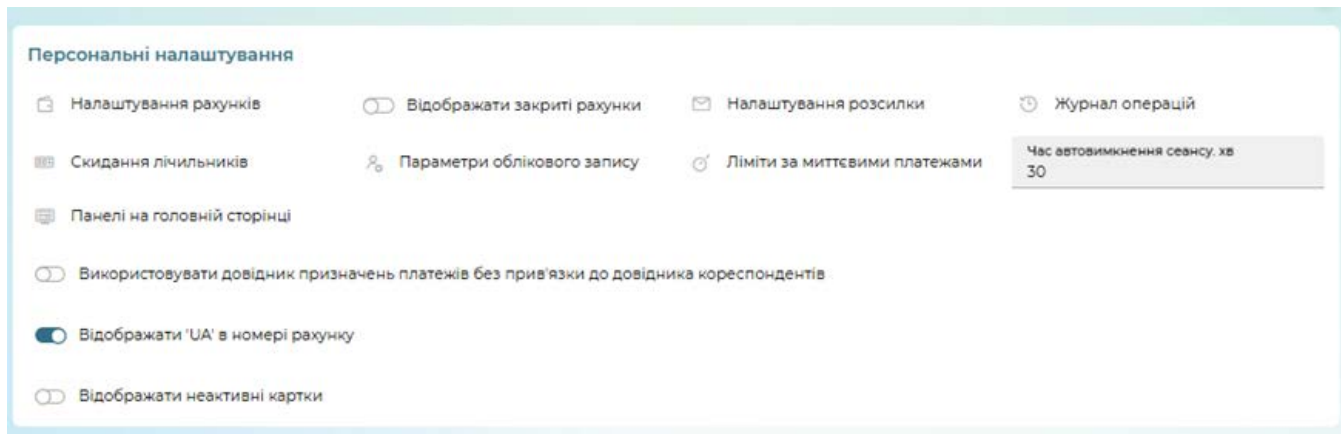 Персональні налаштування
Налаштування рахунків
Відображати закриті рахунки
Налаштування розсилки
Журнал операцій
Скидання лічильників
Параметри облікового запису
Ліміти за миттєвими платежами
Час автовимкнення сеансу, хв
30
Панелі на головній сторінці
Використовувати довідник призначень платежів без прив'язки до довідника кореспондентів
Відображати 'UA' в номері рахунку
Відображати неактивні картки